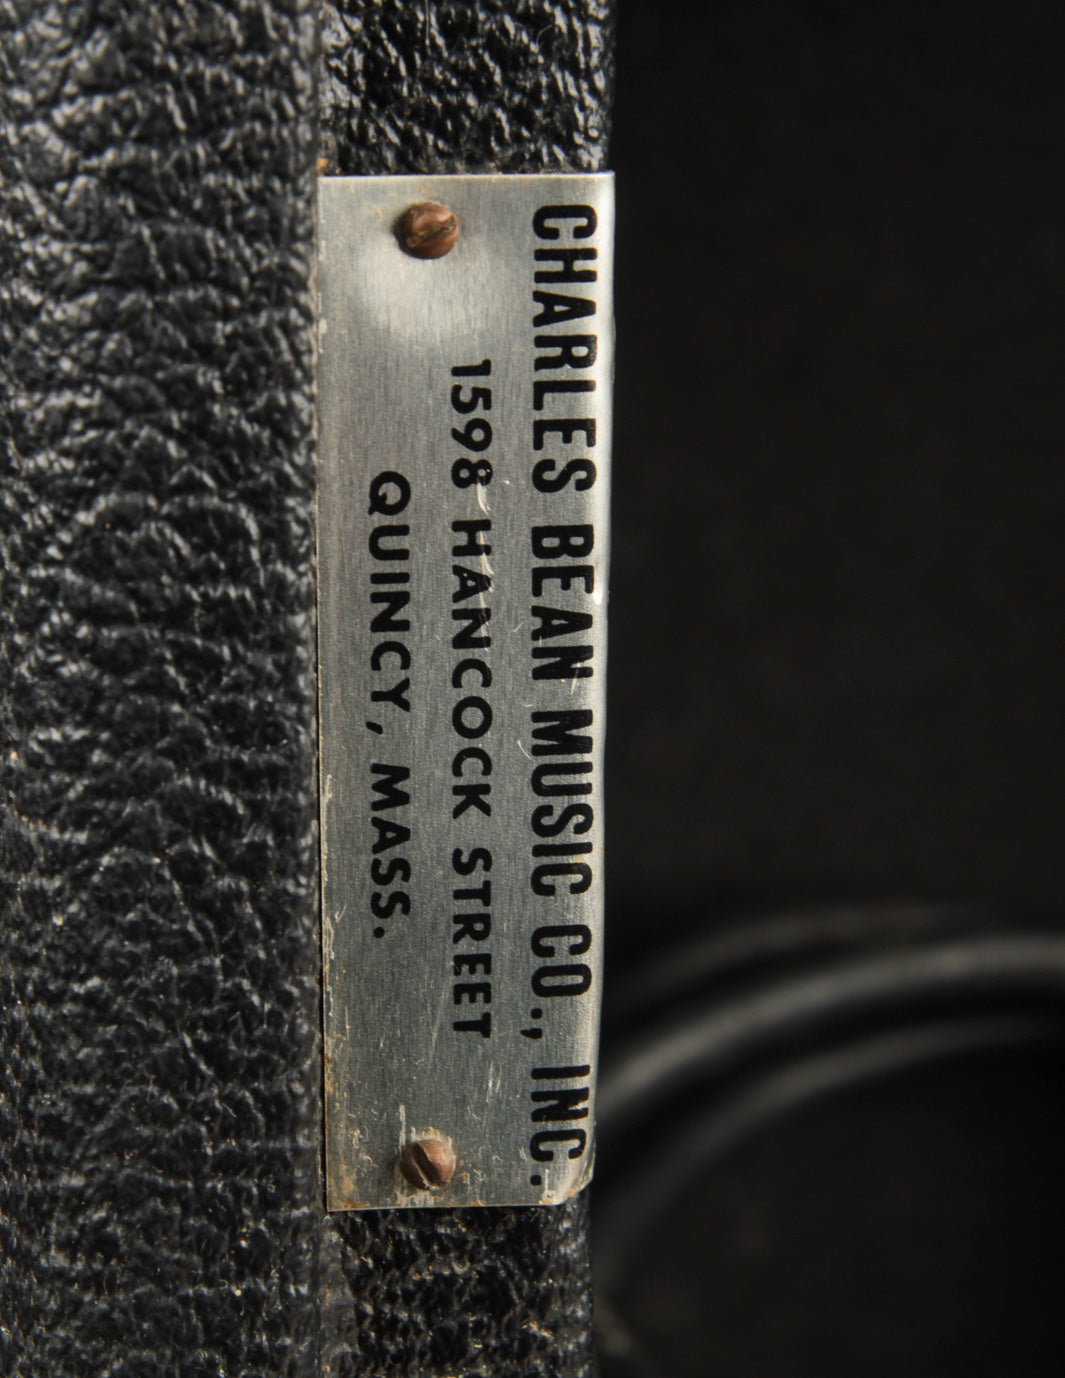 CHARLES BEAN MUSIC CO., INC.
1598 HANCOCK STREET
QUINCY, MASS.